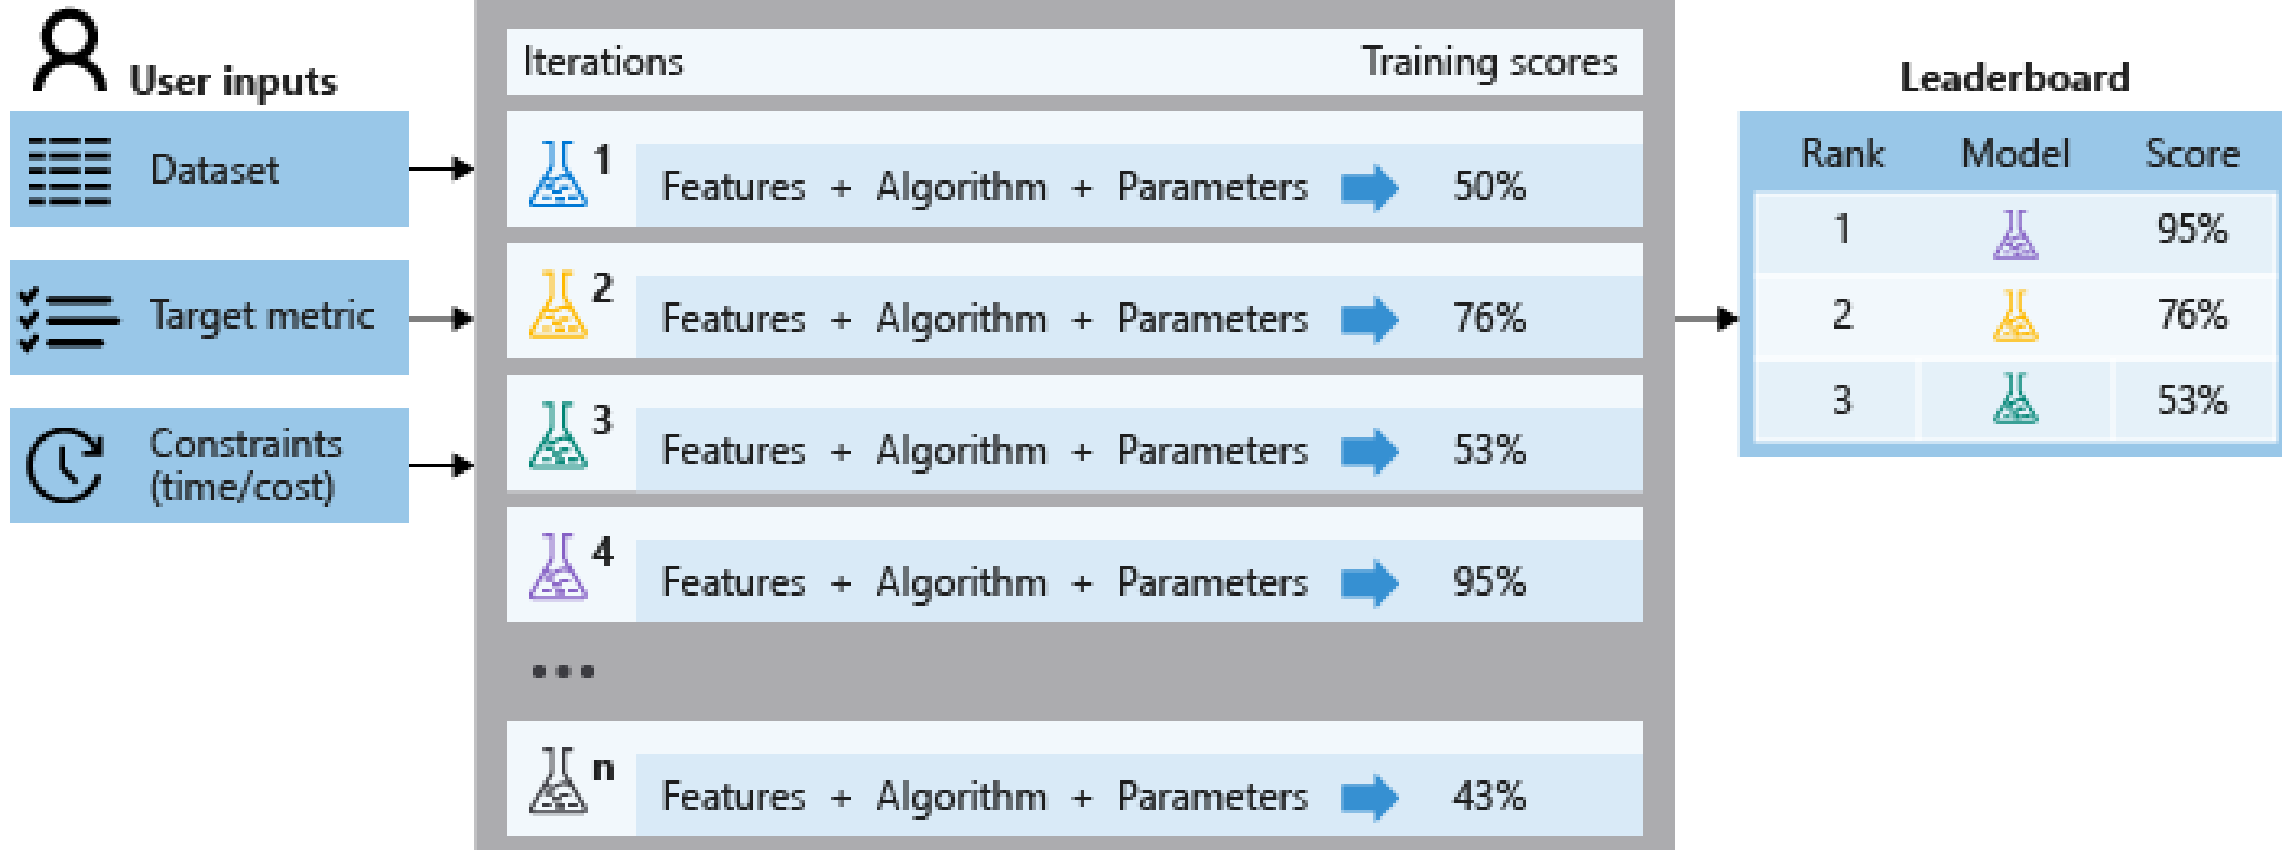 User inputs
Dataset
Target metric
Constraints
(time/cost)
Iterations Training scores
1 Features + Algorithm + Parameters 50%
2 Features + Algorithm + Parameters 76%
3 Features + Algorithm + Parameters 53%
4 Features + Algorithm + Parameters 95%
...
n Features + Algorithm + Parameters 43%
Leaderboard
Rank Model Score
1 95%
2 76%
3 53%